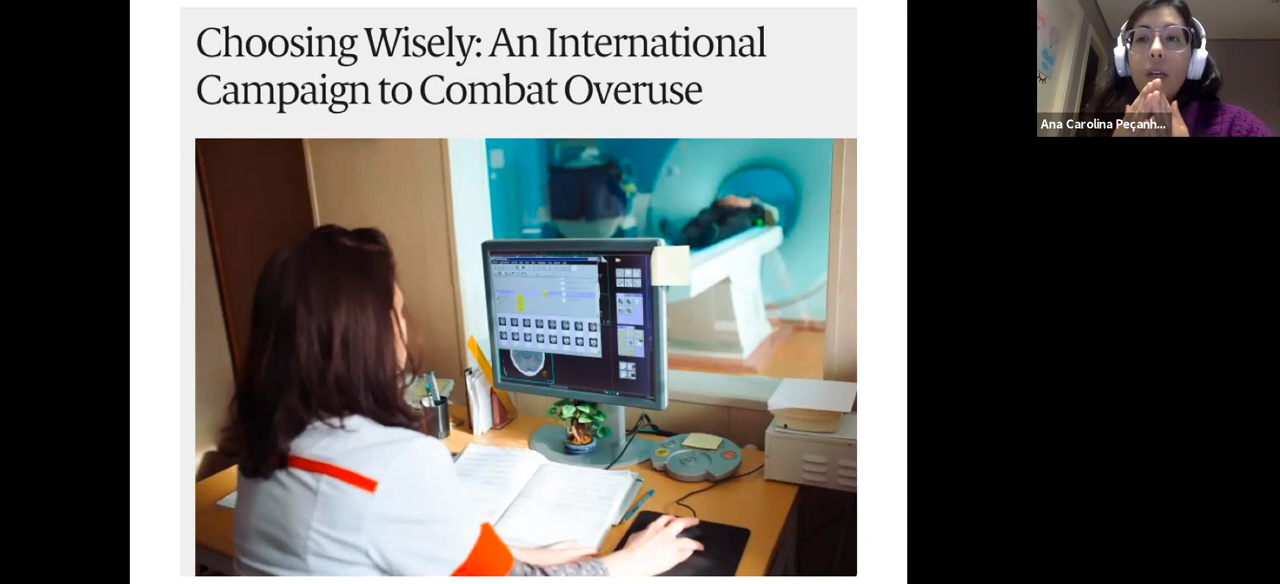 Choosing Wisely: An International
Campaign to Combat Overuse
Ana Carolina Peçanh...